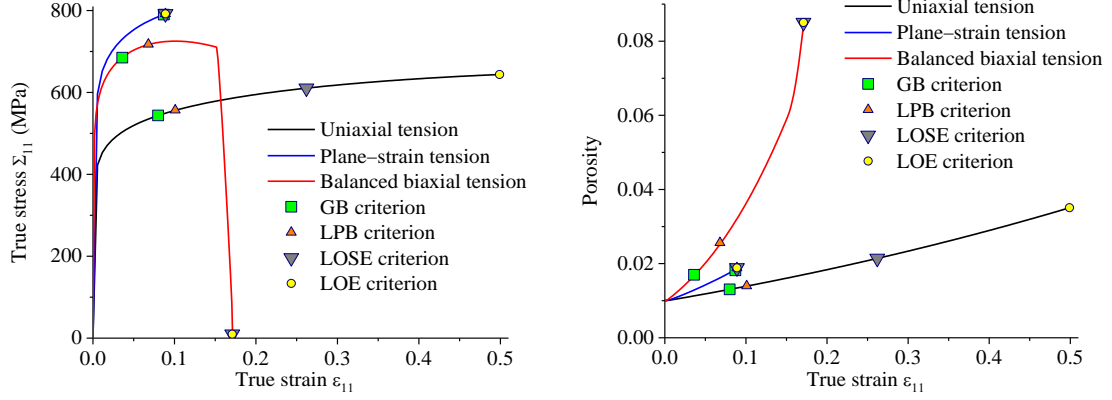 800
600
400
200
0
True stress Σ11 (MPa)
Uniaxial tension
Plane–strain tension
Balanced biaxial tension
GB criterion
LPB criterion
LOSE criterion
LOE criterion
0.0 0.1 0.2 0.3 0.4 0.5
True strain ε11
0.08
0.06
0.04
0.02
0.00
Porosity
Uniaxial tension
Plane–strain tension
Balanced biaxial tension
GB criterion
LPB criterion
LOSE criterion
LOE criterion
0.0 0.1 0.2 0.3 0.4 0.5
True strain ε11